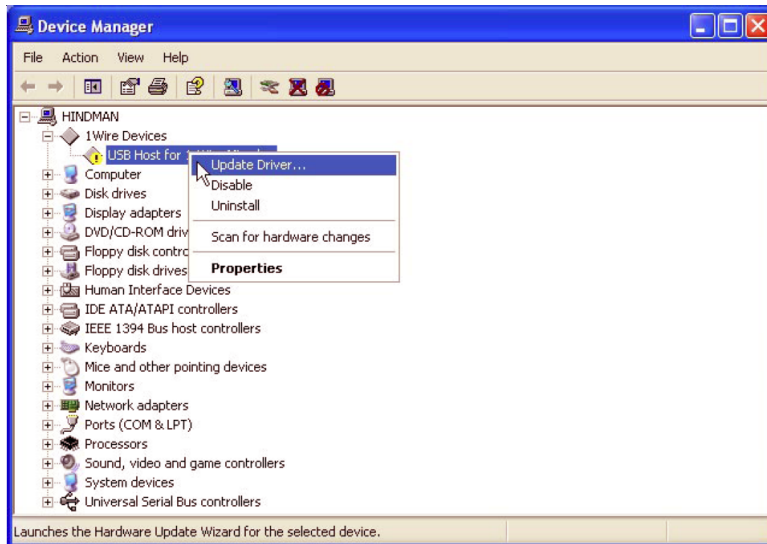 Device Manager
File Action View Help
HINDMAN
1Wire Devices
USB Host for
Update Driver...
Computer
Disable
Disk drives
Uninstall
Display adapters
DVD/CD-ROM driv
Scan for hardware changes
Floppy disk contro
Floppy disk drives
Properties
Human Interface Devices
IDE ATA/ATAPI controllers
IEEE 1394 Bus host controllers
Keyboards
Mice and other pointing devices
Monitors
Network adapters
Ports (COM & LPT)
Processors
Sound, video and game controllers
System devices
Universal Serial Bus controllers
Launches the Hardware Update Wizard for the selected device.